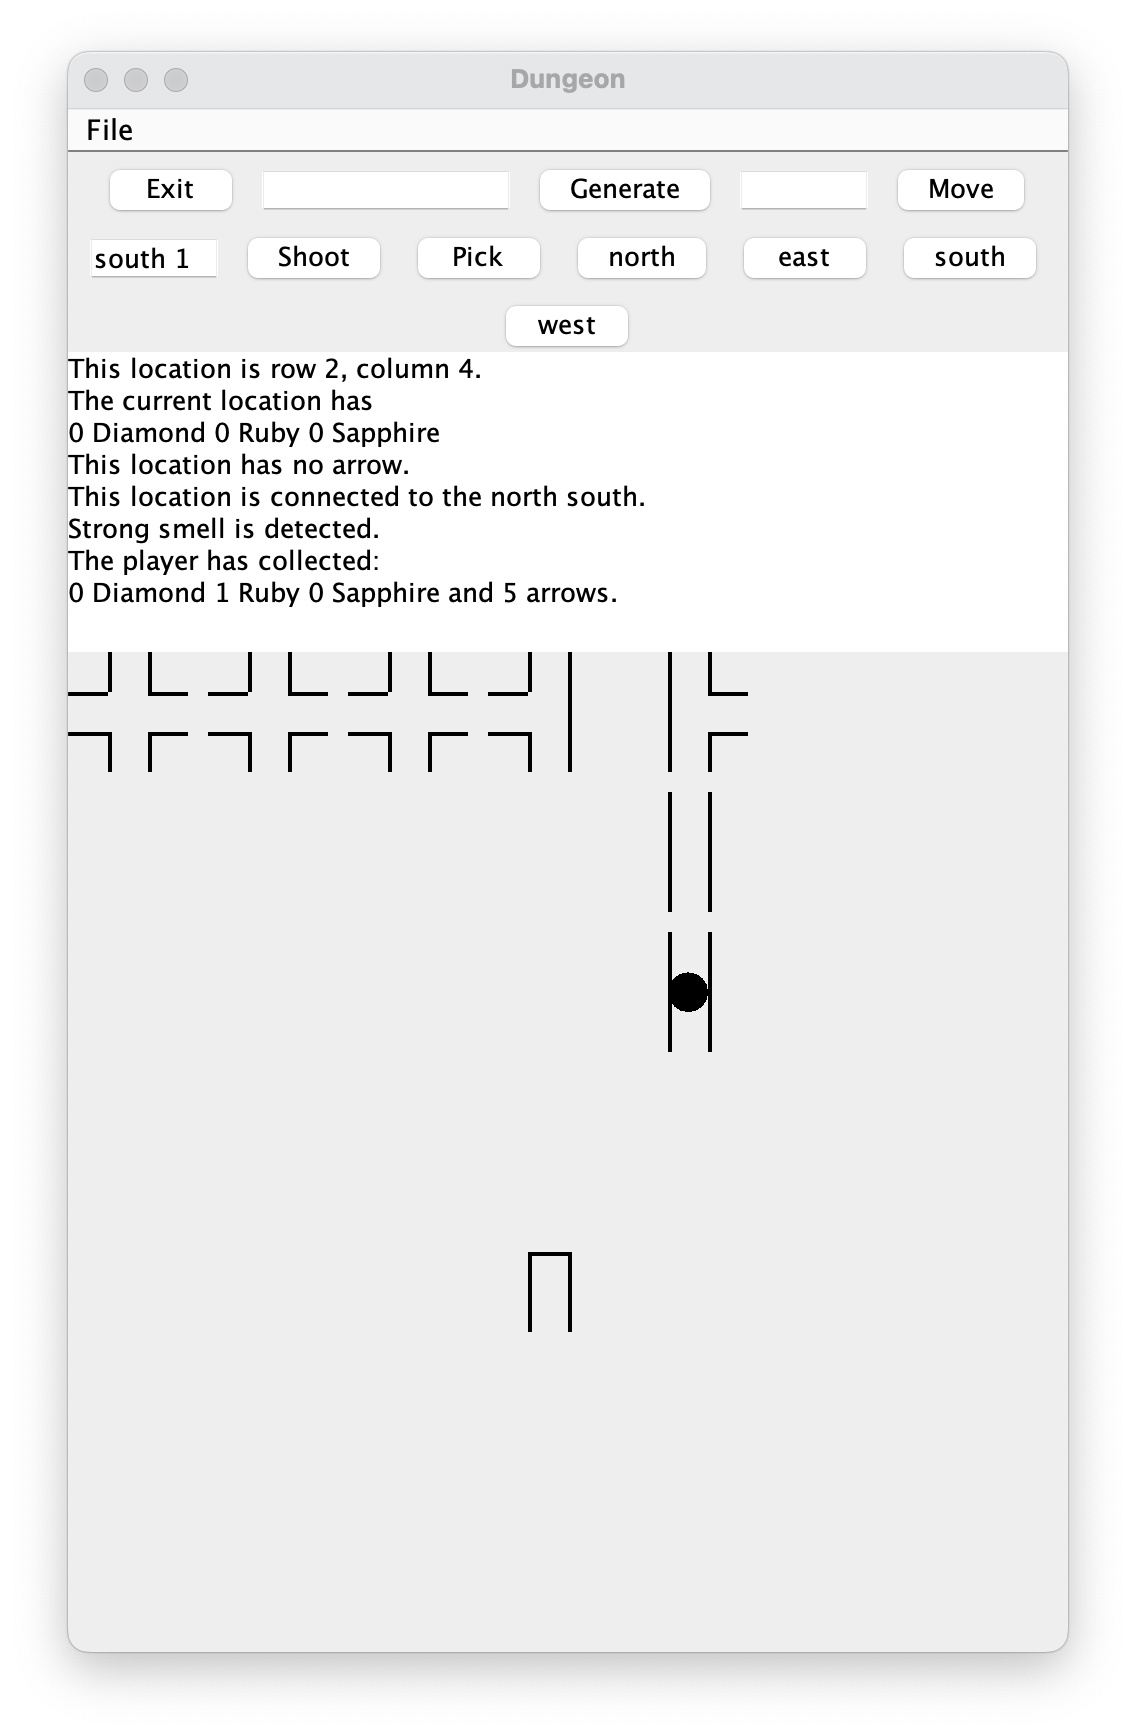 Dungeon
File
Exit Generate Move
south 1 Shoot Pick north east south
west
This location is row 2, column 4.
The current location has
0 Diamond 0 Ruby 0 Sapphire
This location has no arrow.
This location is connected to the north south.
Strong smell is detected.
The player has collected:
0 Diamond 1 Ruby 0 Sapphire and 5 arrows.